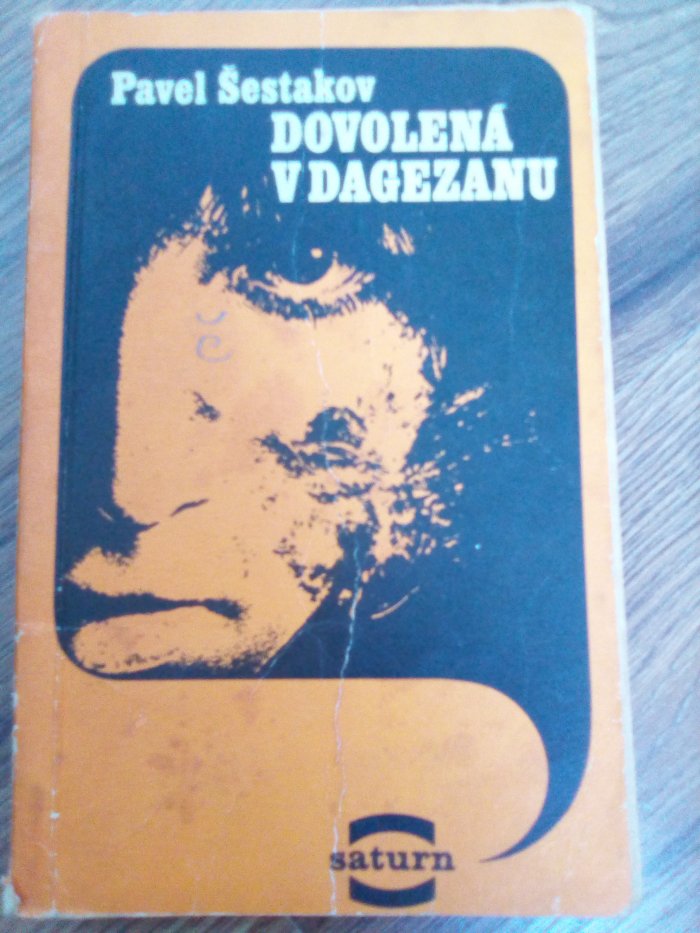 Pavel Šestakov
DOVOLENÁ
V DAGEZANU
saturn